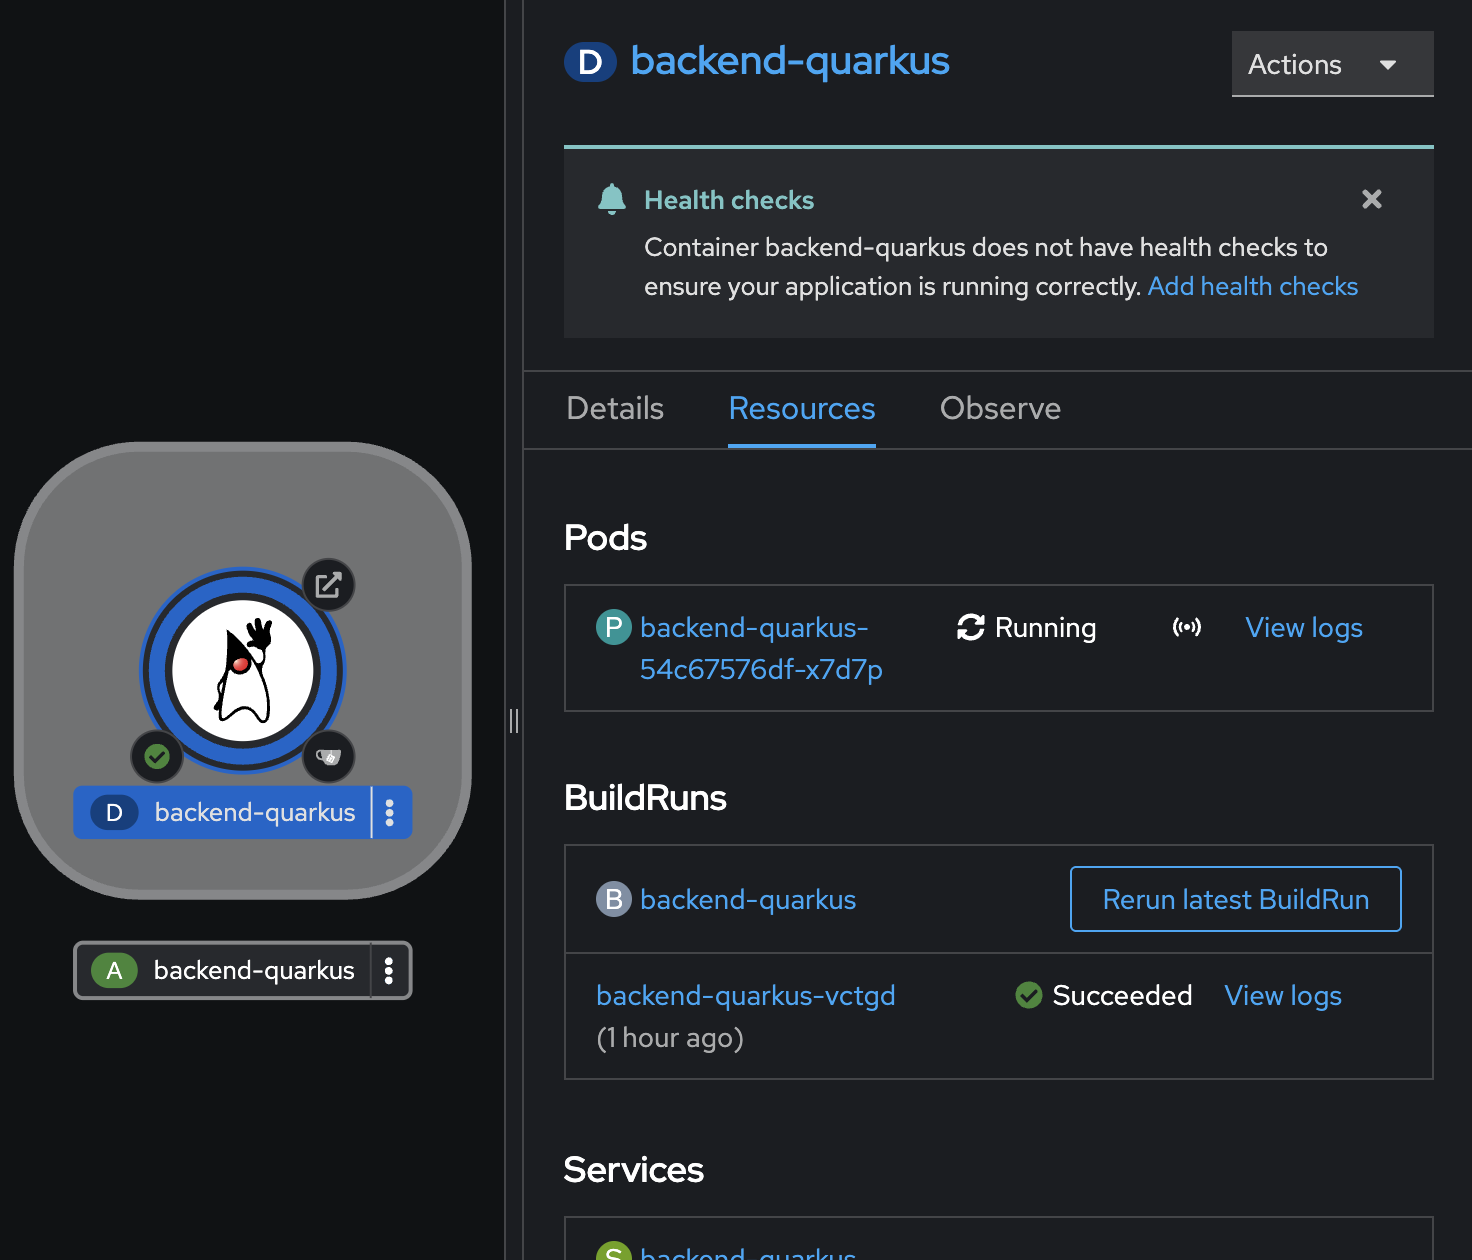 D backend-quarkus
Actions
Health checks
Container backend-quarkus does not have health checks to
ensure your application is running correctly. Add health checks
Details Resources Observe
Pods
P backend-quarkus-
54c67576df-x7d7p
Running
View logs
BuildRuns
B backend-quarkus
Rerun latest BuildRun
backend-quarkus-vctgd
(1 hour ago)
Succeeded
View logs
Services
S backend-quarkus
D backend-quarkus
A backend-quarkus